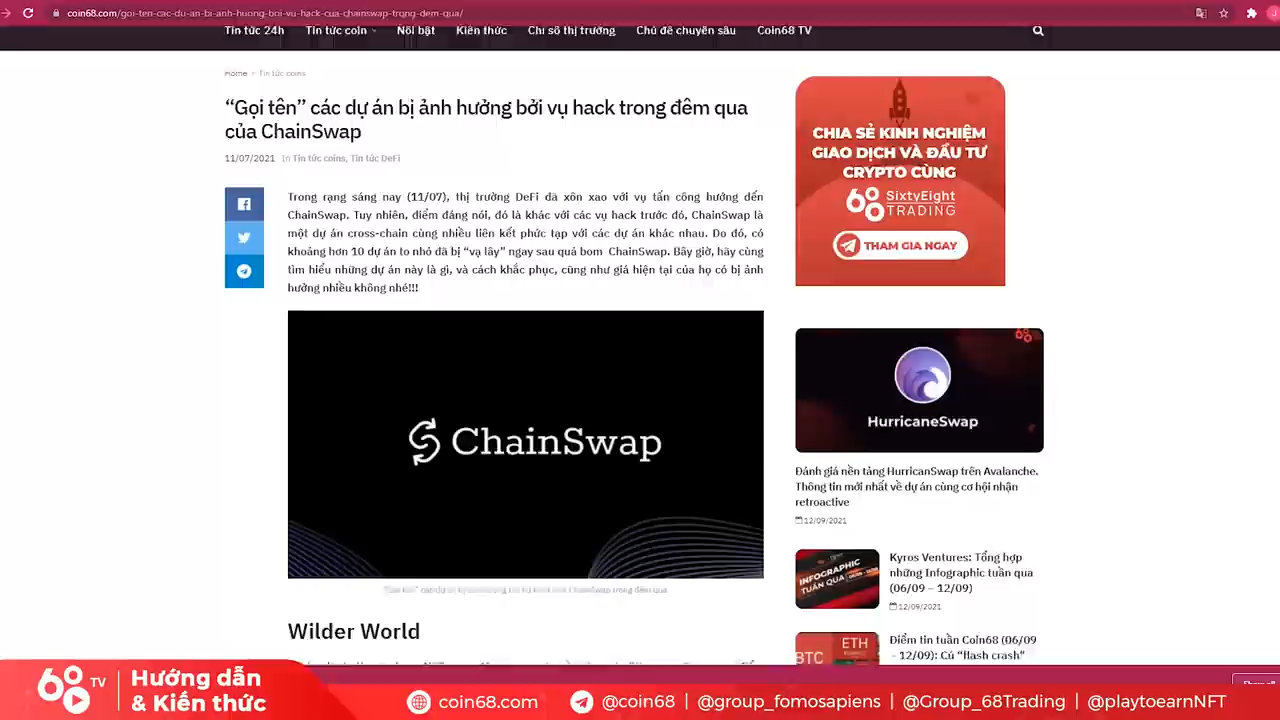 coin68.com/goi-ten-cac-du-an-bi-anh-huong-boi-vu-hack-cua-chainswap-trong-dem-qua/
Tin tức 24h Tin tức coin Nổi bật Kiến thức Chỉ số thị trường Chủ đề chuyên sâu Coin68 TV
Home > Tin tức coins
“Gọi tên” các dự án bị ảnh hưởng bởi vụ hack trong đêm qua
của ChainSwap
11/07/2021 In Tin tức coins, Tin tức DeFi
Trong rạng sáng nay (11/07), thị trường DeFi đã xôn xao với vụ tấn công hướng đến
ChainSwap. Tuy nhiên, điểm đáng nói, đó là khác với các vụ hack trước đó, ChainSwap là
một dự án cross-chain cùng nhiều liên kết phức tạp với các dự án khác nhau. Do đó, có
khoảng hơn 10 dự án to nhỏ đã bị “vạ lây” ngay sau quả bom ChainSwap. Bây giờ, hãy cùng
tìm hiểu những dự án này là gì, và cách khắc phục, cũng như giá hiện tại của họ có bị ảnh
hưởng nhiều không nhé!!!
ChainSwap
Wilder World
CHIA SẺ KINH NGHIỆM
GIAO DỊCH VÀ ĐẦU TƯ
CRYPTO CÙNG
SixtyEight
TRADING
THAM GIA NGAY
HurricaneSwap
Đánh giá nền tảng HurricanSwap trên Avalanche.
Thông tin mới nhất về dự án cùng cơ hội nhận
retroactive
12/09/2021
INFOGRAPHIC
TUẦN QUA
Kyros Ventures: Tổng hợp
những Infographic tuần qua
(06/09 – 12/09)
12/09/2021
ETH
BTC
Điểm tin tuần Coin68 (06/09
– 12/09): Cú “flash crash”
68 TV
Hướng dẫn
& Kiến thức
coin68.com
@coin68 | @group_fomosapiens | @Group_68Trading | @playtoearnNFT